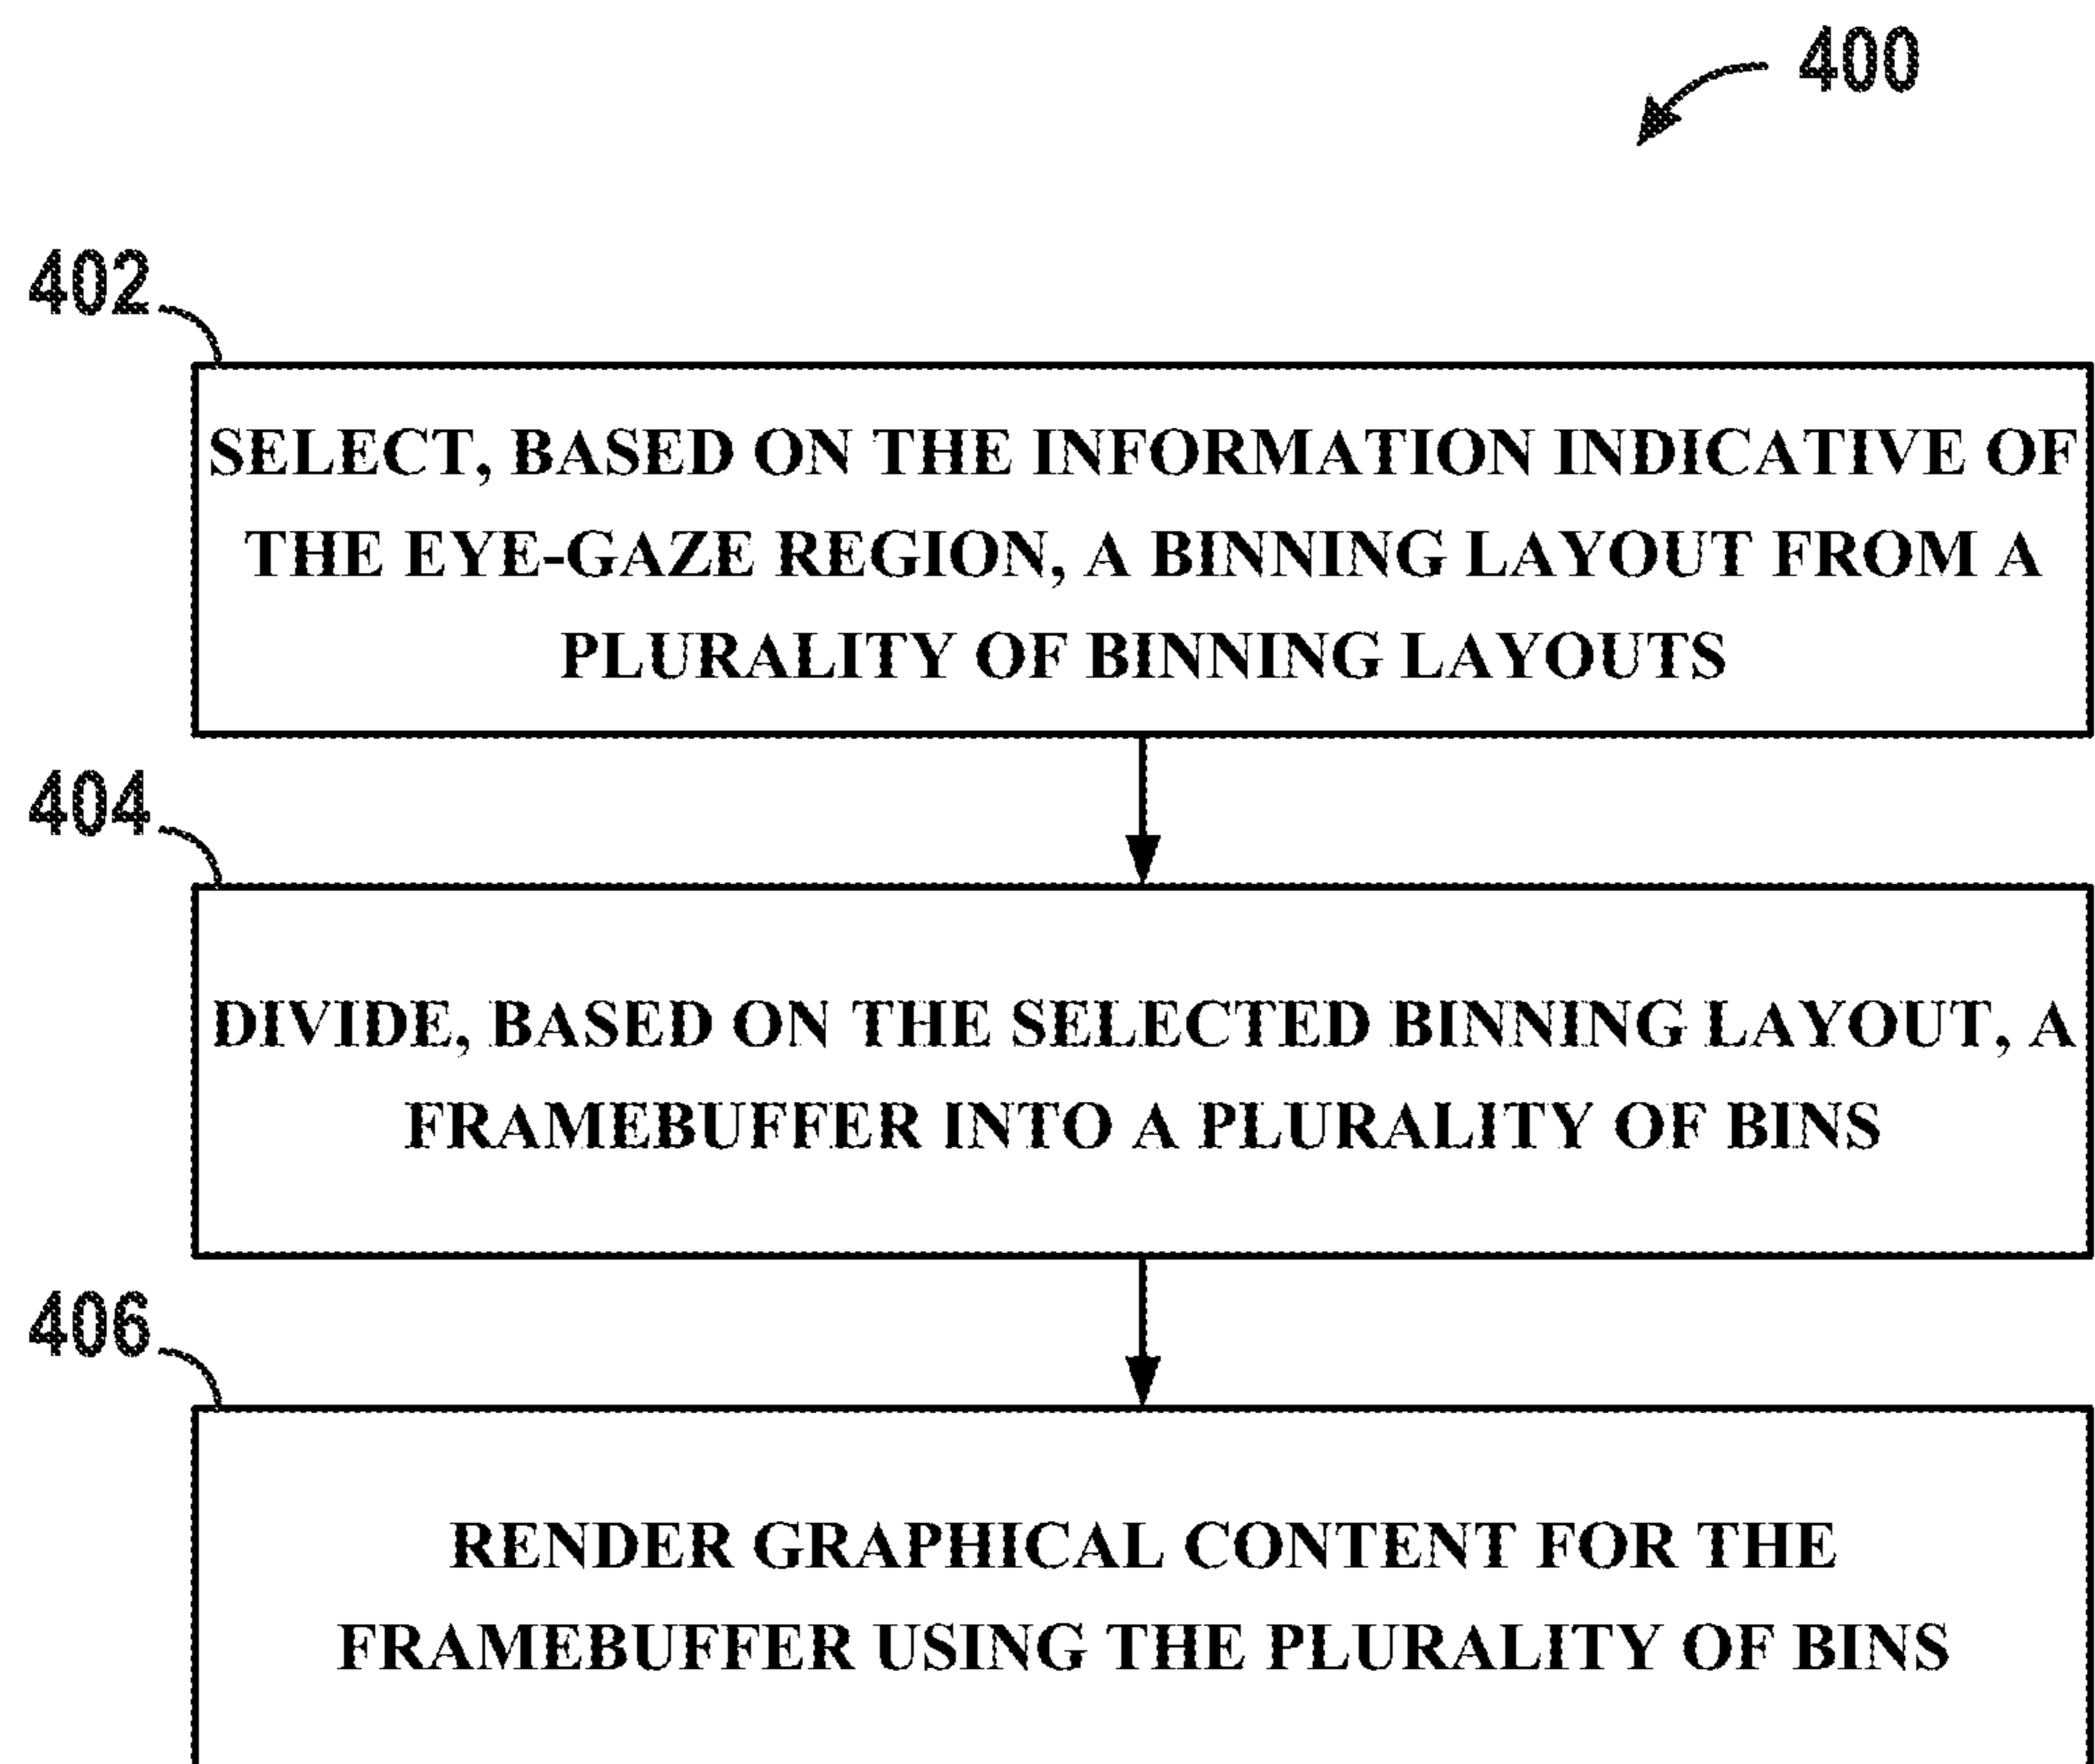 400
402
SELECT, BASED ON THE INFORMATION INDICATIVE OF
THE EYE-GAZE REGION, A BINNING LAYOUT FROM A
PLURALITY OF BINNING LAYOUTS
404
DIVIDE, BASED ON THE SELECTED BINNING LAYOUT, A
FRAMEBUFFER INTO A PLURALITY OF BINS
406
RENDER GRAPHICAL CONTENT FOR THE
FRAMEBUFFER USING THE PLURALITY OF BINS